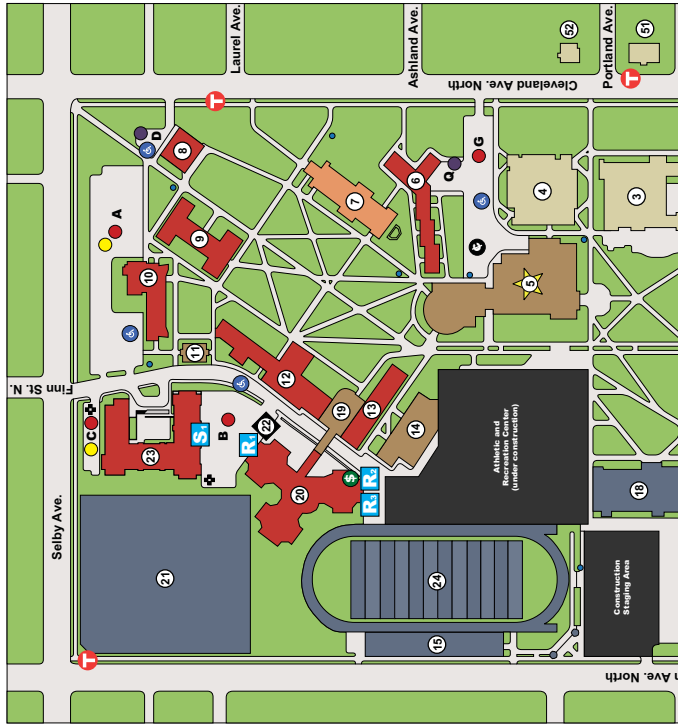 Laurel Ave.
Ashland Ave.
Portland Ave.
52
51
Cleveland Ave. North
T
T
D
8
A
9
10
7
6
Q
G
4
3
5
11
Finn St. N.
12
C
S1
B
R1
22
19
13
14
23
20
$
R2
R3
Athletic and
Recreation Center
(under construction)
18
Selby Ave.
21
24
15
Construction
Staging Area
T
n Ave. North